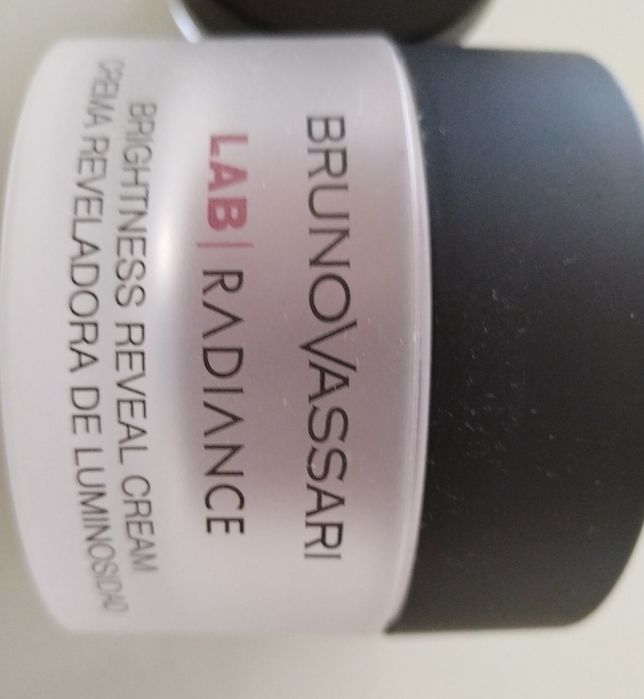 BRUNOVASSARI
LAB | RADIANCE
BRIGHTNESS REVEAL CREAM
CREMA REVELADORA DE LUMINOSIDAD